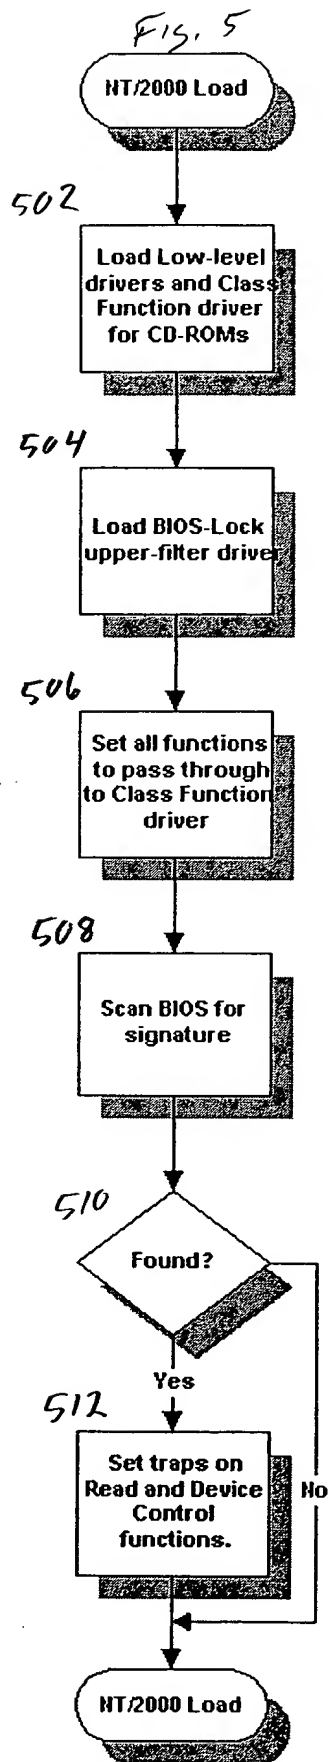 Fig. 5
NT/2000 Load
502
Load Low-level
drivers and Class
Function driver
for CD-ROMs
504
Load BIOS-Lock
upper-filter driver
506
Set all functions
to pass through
to Class Function
driver
508
Scan BIOS for
signature
510
Found?
Yes
512
Set traps on
Read and Device
Control
functions.
No
NT/2000 Load